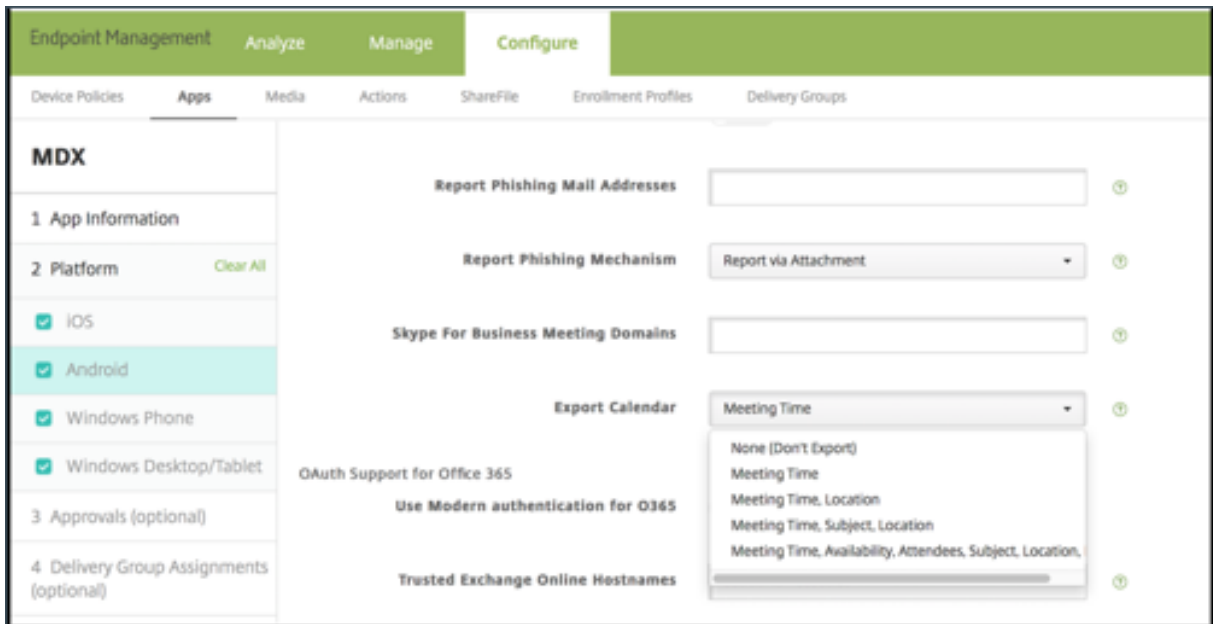 Endpoint Management Analyze Manage Configure
Device Policies Apps Media Actions ShareFile Enrollment Profiles Delivery Groups
MDX
1 App Information
2 Platform Clear All
iOS
Android
Windows Phone
Windows Desktop/Tablet
3 Approvals (optional)
4 Delivery Group Assignments
(optional)
Report Phishing Mail Addresses
Report Phishing Mechanism Report via Attachment
Skype For Business Meeting Domains
Export Calendar Meeting Time
None (Don't Export)
Meeting Time
Meeting Time, Location
Meeting Time, Subject, Location
Meeting Time, Availability, Attendees, Subject, Location,
OAuth Support for Office 365
Use Modern authentication for O365
Trusted Exchange Online Hostnames